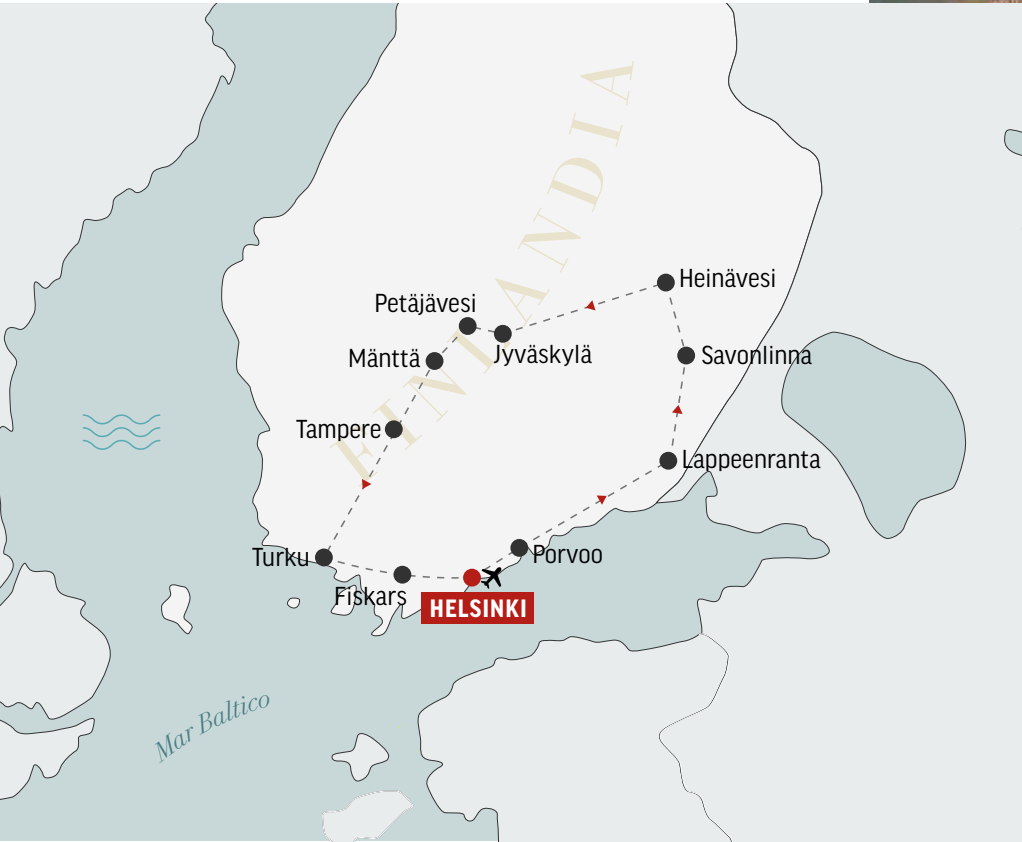 FINLANDIA
Heinävesi
Petäjävesi
Jyväskylä
Mänttä
Savonlinna
Tampere
Lappeenranta
Turku
Porvoo
Fiskars
HELSINKI
Mar Baltico